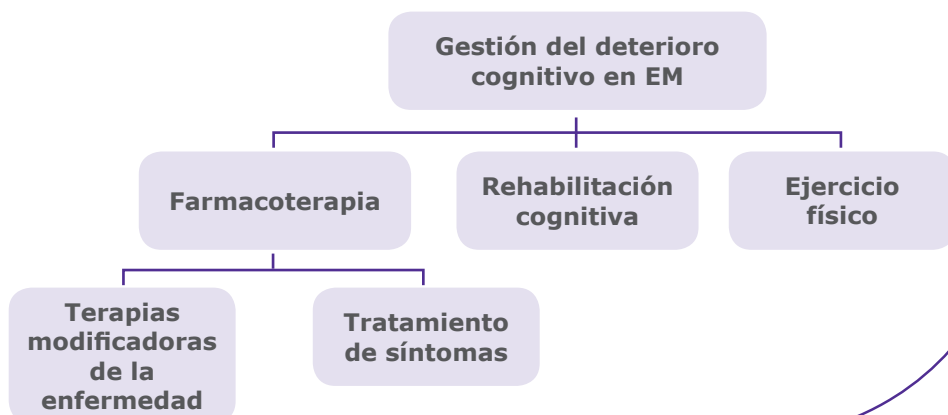 Gestión del deterioro
cognitivo en EM
Farmacoterapia
Rehabilitación
cognitiva
Ejercicio
físico
Terapias
modificadoras
de la
enfermedad
Tratamiento
de síntomas